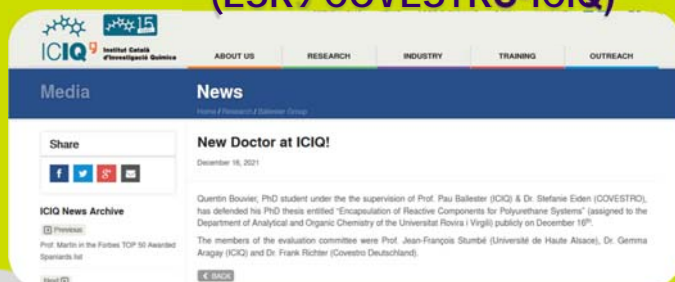 (ESR7 COVESTRO-ICIQ)
15
ICIQ
Institut Català
d'Investigació Química
ABOUT US
RESEARCH
INDUSTRY
TRAINING
OUTREACH
Media
News
Home / Research / Ballester Group
Share
New Doctor at ICIQ!
December 16, 2021
Quentin Bouvier, PhD student under the the supervision of Prof. Pau Ballester (ICIQ) & Dr. Stefanie Eiden (COVESTRO),
has defended his PhD thesis entitled “Encapsulation of Reactive Components for Polyurethane Systems” (assigned to the
Department of Analytical and Organic Chemistry of the Universitat Rovira i Virgili) publicly on December 16th.
The members of the evaluation committee were Prof. Jean-François Stumbé (Université de Haute Alsace), Dr. Gemma
Aragay (ICIQ) and Dr. Frank Richter (Covestro Deutschland).
BACK
ICIQ News Archive
Previous
Prof. Martin in the Forbes TOP 50 Awarded
Spaniards list
Next